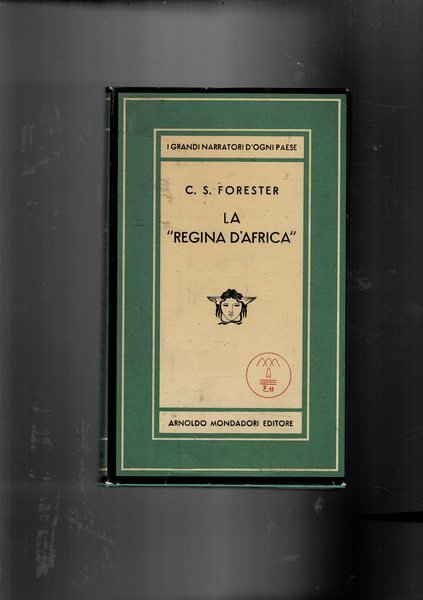 I GRANDI NARRATORI D'OGNI PAESE
C. S. FORESTER
LA
"REGINA D'AFRICA"
ARNOLDO MONDADORI EDITORE